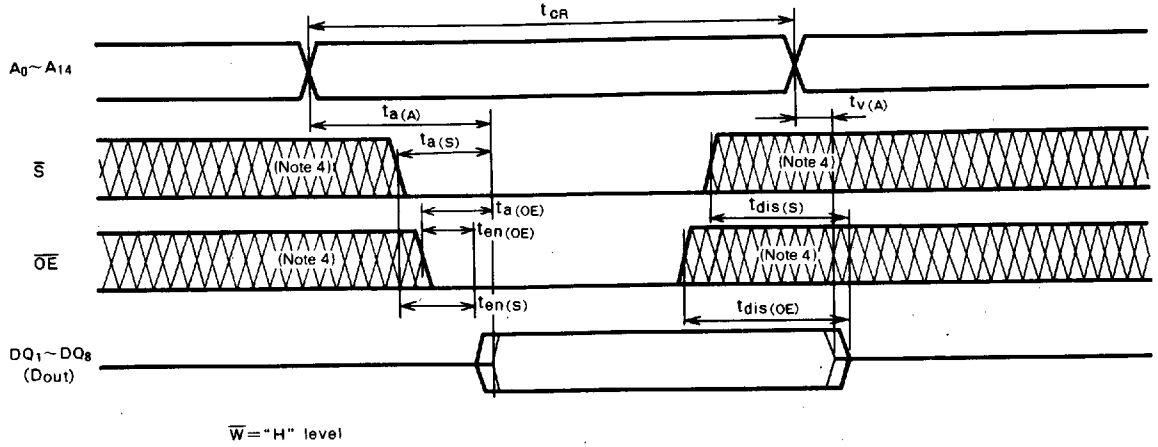 tCR
A0~A14
ta(A)
tv(A)
ta(S)
S̅
(Note 4)
(Note 4)
ta(OE)
tdis(S)
ten(OE)
O̅E̅
(Note 4)
(Note 4)
ten(S)
tdis(OE)
DQ1~DQ8
(Dout)
W̅="H" level